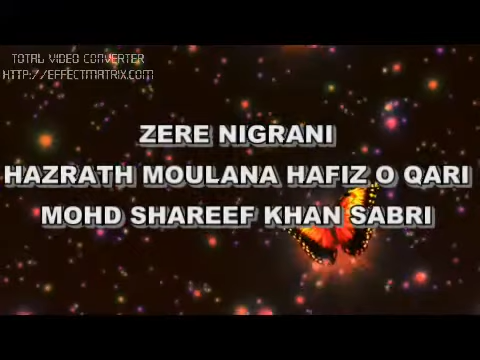 TOTAL VIDEO CONVERTER
HTTP://EFFECTMATRIX.COM
ZERE NIGRANI
HAZRATH MOULANA HAFIZ O QARI
MOHD SHAREEF KHAN SABRI